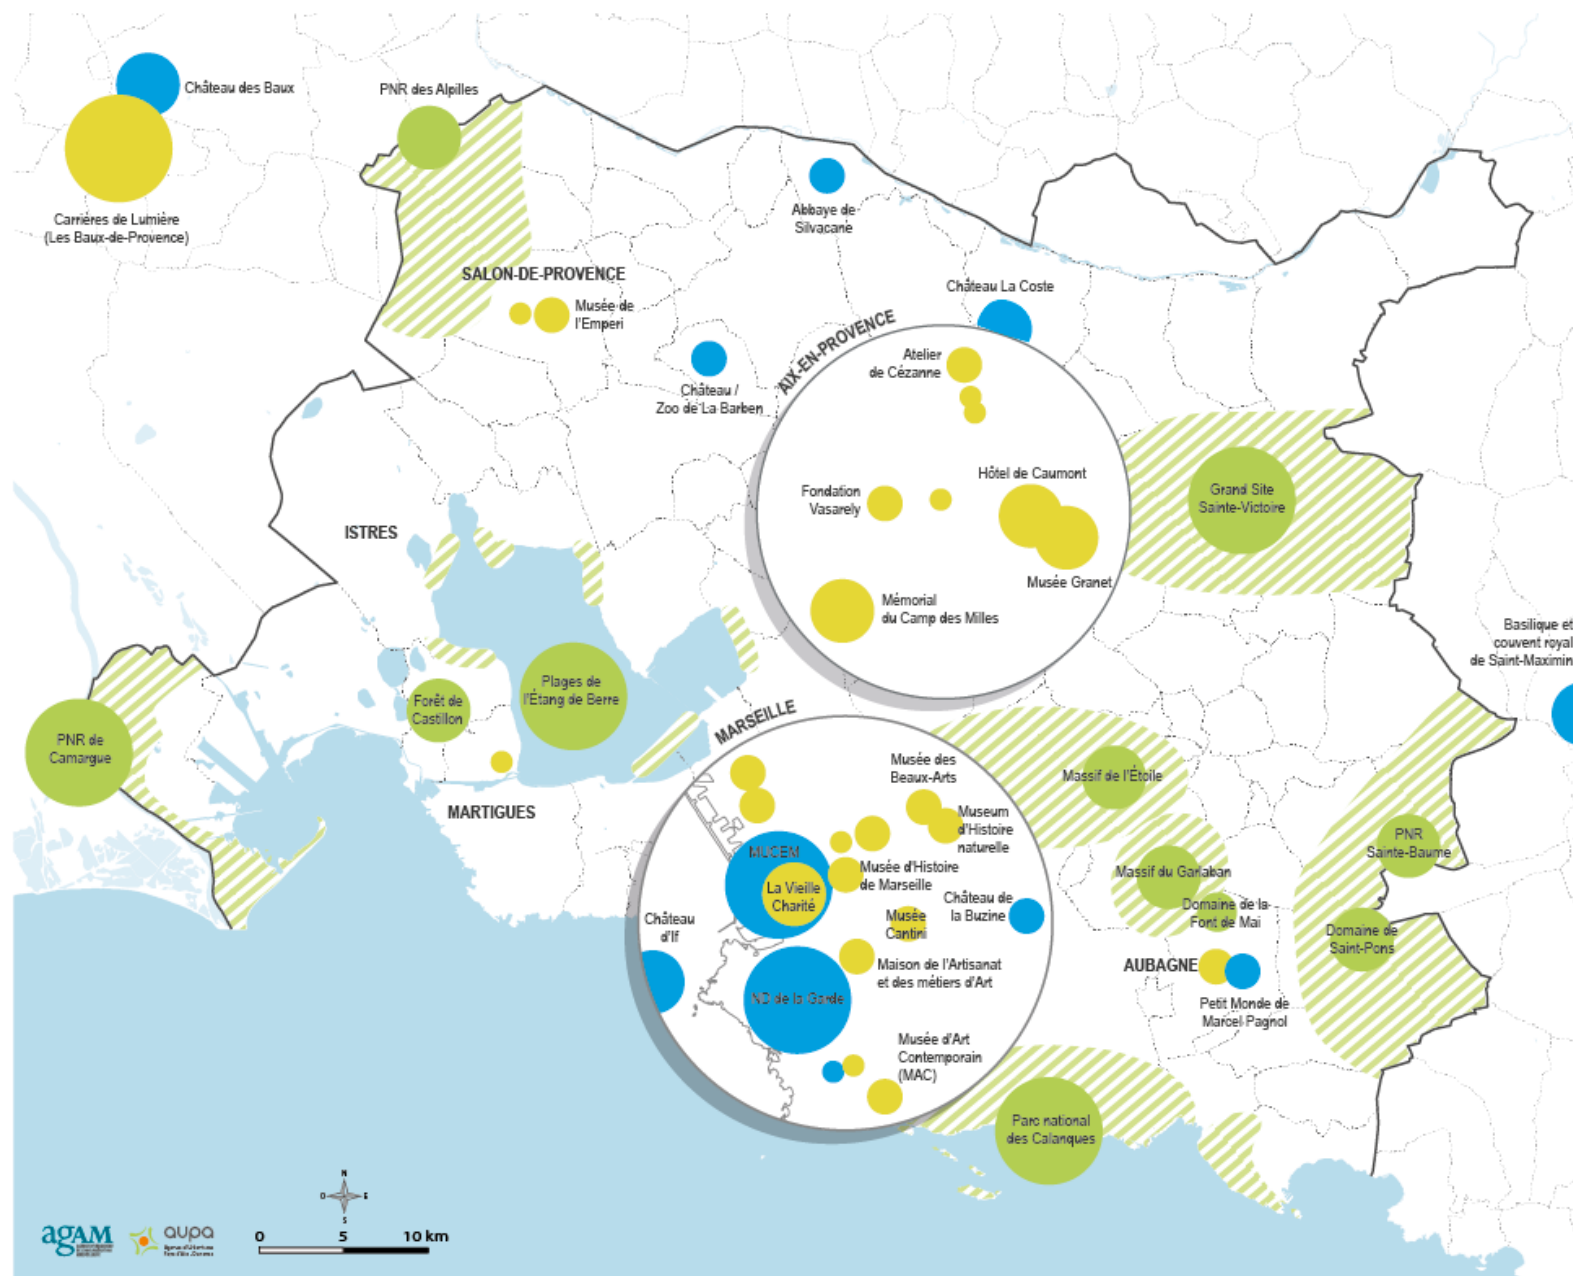 Château des Baux
PNR des Alpilles
Carrières de Lumière
(Les Baux-de-Provence)
Abbaye de
Silvacane
SALON-DE-PROVENCE
Musée de
l'Emperi
Château La Coste
Château /
Zoo de La Barben
AIX-EN-PROVENCE
Atelier
de Cézanne
Hôtel de Caumont
Fondation
Vasarely
Musée Granet
Mémorial
du Camp des Milles
Grand Site
Sainte-Victoire
ISTRES
Basilique et
couvent royal
de Saint-Maximin
Plages de
l'Étang de Berre
Forêt de
Castillon
PNR de
Camargue
MARTIGUES
MARSEILLE
Musée des
Beaux-Arts
Museum
d'Histoire
naturelle
MUCEM
La Vieille
Charité
Musée d'Histoire
de Marseille
Château de
la Buzine
Musée
Cantini
Château
d'If
Maison de l'Artisanat
et des métiers d'Art
ND de la Garde
Musée d'Art
Contemporain
(MAC)
Massif de l'Étoile
PNR
Sainte-Baume
Massif du Garlaban
Domaine de la
Font de Mai
Domaine de
Saint-Pons
AUBAGNE
Petit Monde de
Marcel Pagnol
Parc national
des Calanques
N
O E
S
agAM
aupa
0 5 10 km